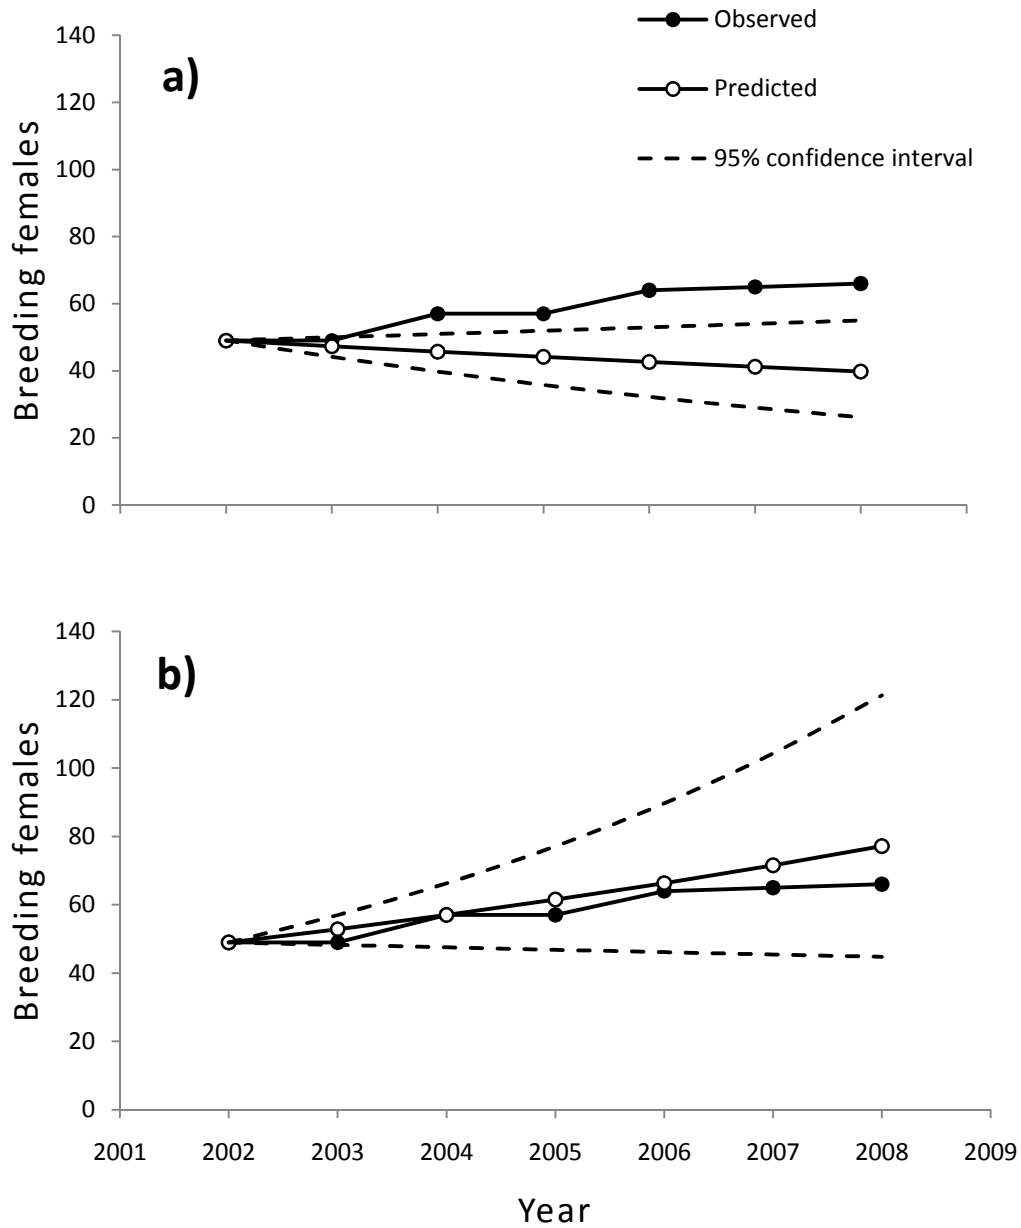 Observed
Predicted
95% confidence interval
a)
Breeding females
140
120
100
80
60
40
20
0
b)
Breeding females
140
120
100
80
60
40
20
0
2001 2002 2003 2004 2005 2006 2007 2008 2009
Year